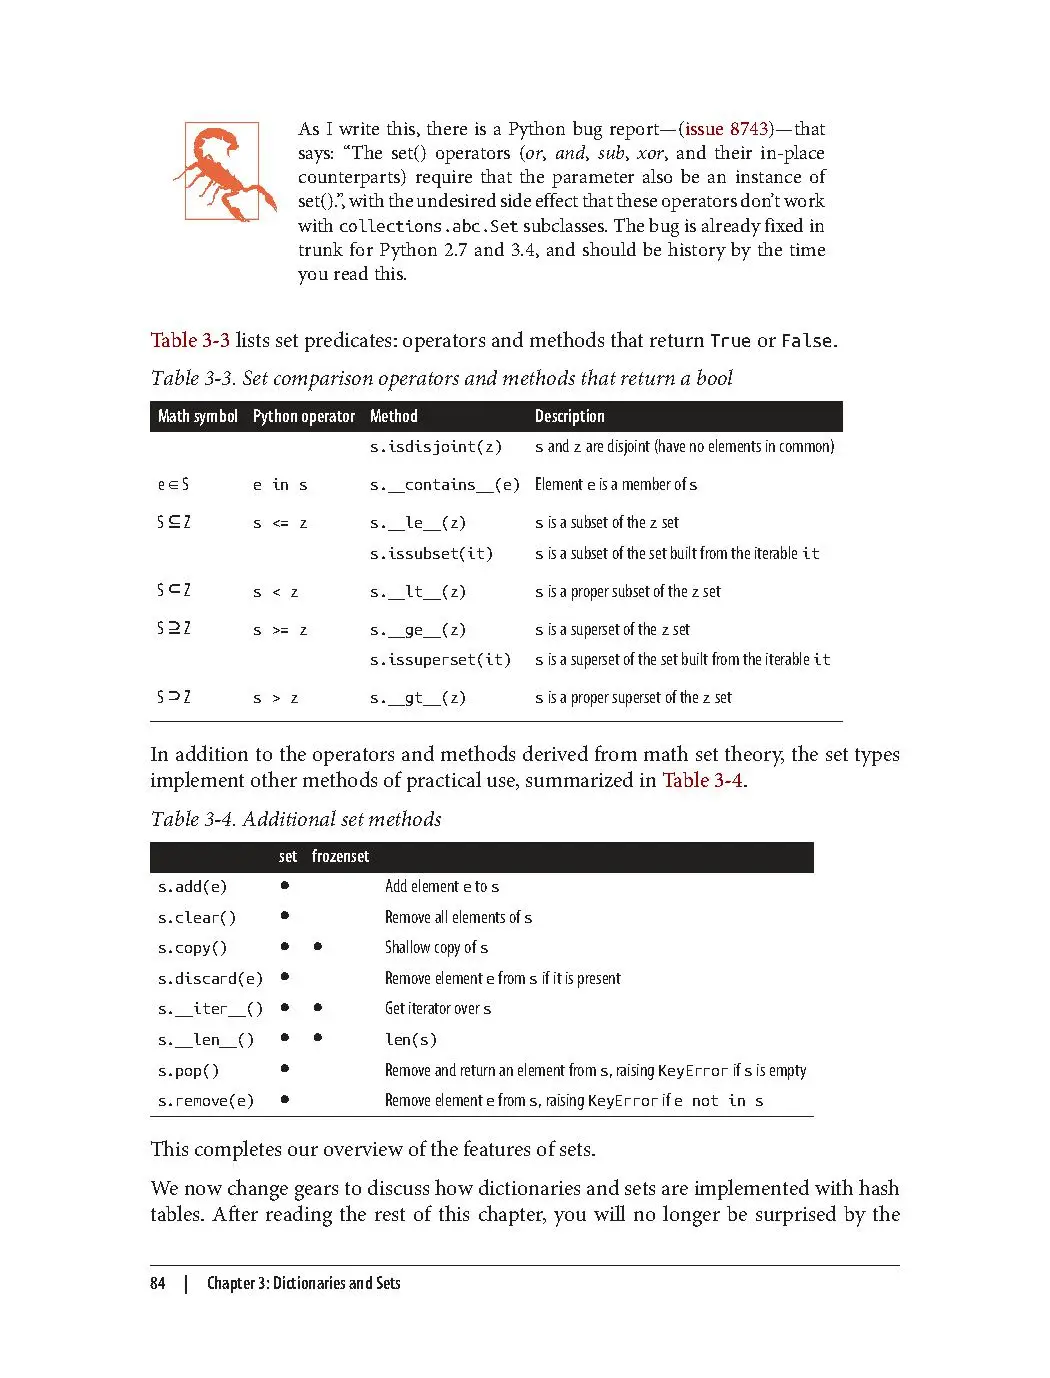 As I write this, there is a Python bug report—(issue 8743)—that
says: “The set() operators (or, and, sub, xor, and their in-place
counterparts) require that the parameter also be an instance of
set().”, with the undesired side effect that these operators don’t work
with collections.abc.Set subclasses. The bug is already fixed in
trunk for Python 2.7 and 3.4, and should be history by the time
you read this.
Table 3-3 lists set predicates: operators and methods that return True or False.
Table 3-3. Set comparison operators and methods that return a bool
Math symbol Python operator Method Description
s.isdisjoint(z) s and z are disjoint (have no elements in common)
e ∈ S e in s s.__contains__(e) Element e is a member of s
S ⊆ Z s <= z s.__le__(z) s is a subset of the z set
s.issubset(it) s is a subset of the set built from the iterable it
S ⊂ Z s < z s.__lt__(z) s is a proper subset of the z set
S ⊇ Z s >= z s.__ge__(z) s is a superset of the z set
s.issuperset(it) s is a superset of the set built from the iterable it
S ⊃ Z s > z s.__gt__(z) s is a proper superset of the z set
In addition to the operators and methods derived from math set theory, the set types
implement other methods of practical use, summarized in Table 3-4.
Table 3-4. Additional set methods
set frozenset
s.add(e) ● Add element e to s
s.clear() ● Remove all elements of s
s.copy() ● ● Shallow copy of s
s.discard(e) ● Remove element e from s if it is present
s.__iter__() ● ● Get iterator over s
s.__len__() ● ● len(s)
s.pop() ● Remove and return an element from s, raising KeyError if s is empty
s.remove(e) ● Remove element e from s, raising KeyError if e not in s
This completes our overview of the features of sets.
We now change gears to discuss how dictionaries and sets are implemented with hash
tables. After reading the rest of this chapter, you will no longer be surprised by the
84 | Chapter 3: Dictionaries and Sets